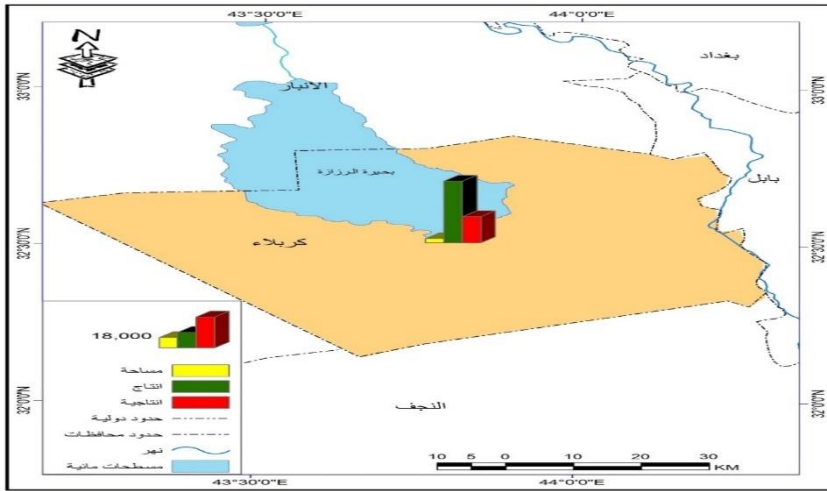 43°30'0"E
44°0'0"E
N
33°0'0"N
33°0'0"N
بغداد
الانبار
بابل
بحيرة الرزازة
كربلاء
32°30'0"N
32°30'0"N
18,000
مساحة
انتاج
انتاجية
حدود دولية
حدود محافظات
نهر
مسطحات مائية
32°0'0"N
32°0'0"N
النجف
10 5 0 10 20 30
KM
43°30'0"E
44°0'0"E